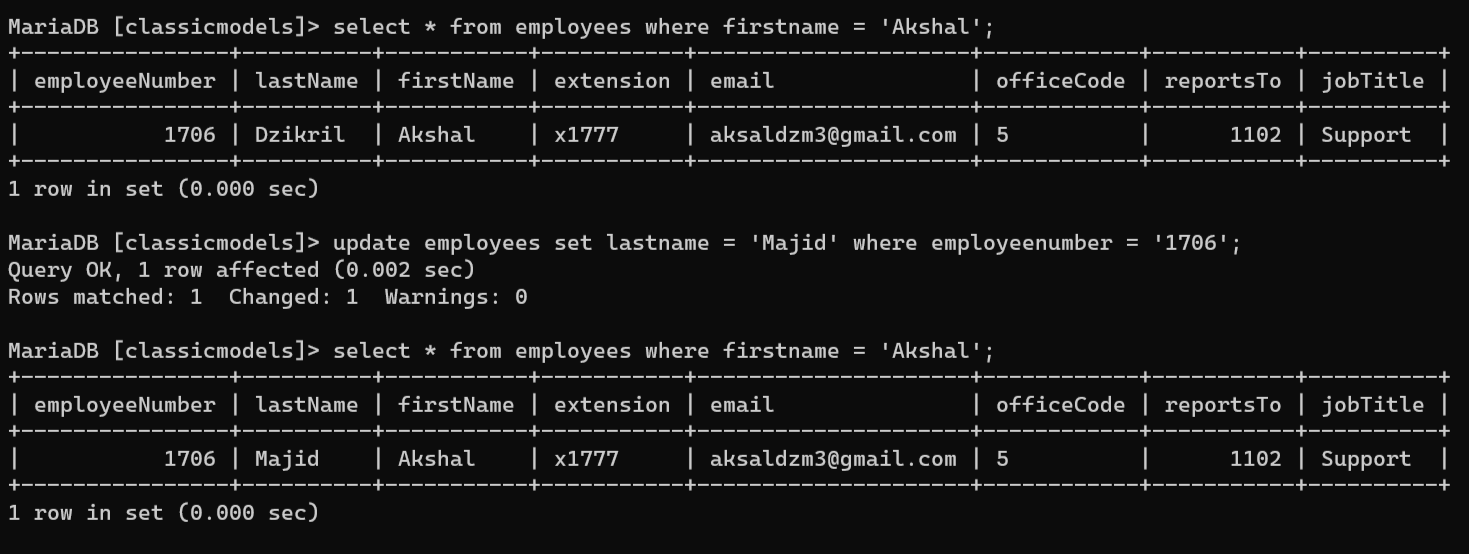 MariaDB [classicmodels]> select * from employees where firstname = 'Akshal';
+----------------+----------+-----------+-----------+---------------------+------------+-----------+----------+
| employeeNumber | lastName | firstName | extension | email               | officeCode | reportsTo | jobTitle |
+----------------+----------+-----------+-----------+---------------------+------------+-----------+----------+
|           1706 | Dzikril  | Akshal    | x1777     | aksaldzm3@gmail.com | 5          |      1102 | Support  |
+----------------+----------+-----------+-----------+---------------------+------------+-----------+----------+
1 row in set (0.000 sec)

MariaDB [classicmodels]> update employees set lastname = 'Majid' where employeenumber = '1706';
Query OK, 1 row affected (0.002 sec)
Rows matched: 1  Changed: 1  Warnings: 0

MariaDB [classicmodels]> select * from employees where firstname = 'Akshal';
+----------------+----------+-----------+-----------+---------------------+------------+-----------+----------+
| employeeNumber | lastName | firstName | extension | email               | officeCode | reportsTo | jobTitle |
+----------------+----------+-----------+-----------+---------------------+------------+-----------+----------+
|           1706 | Majid    | Akshal    | x1777     | aksaldzm3@gmail.com | 5          |      1102 | Support  |
+----------------+----------+-----------+-----------+---------------------+------------+-----------+----------+
1 row in set (0.000 sec)